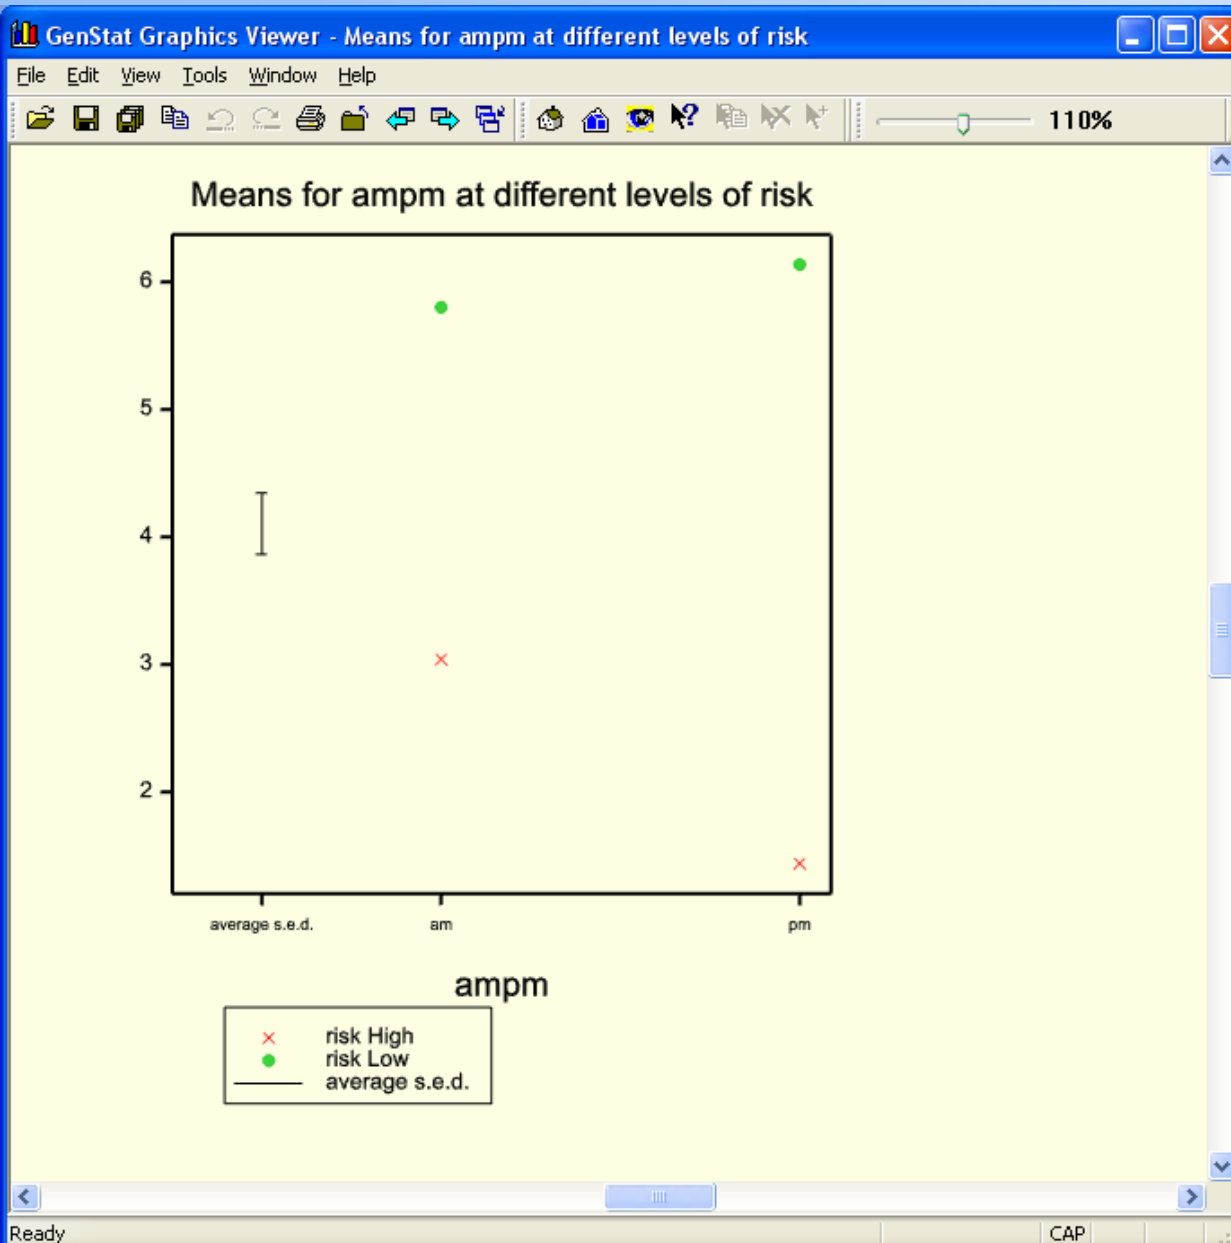 GenStat Graphics Viewer - Means for ampm at different levels of risk
File Edit View Tools Window Help
110%
Means for ampm at different levels of risk
6
5
4
3
2
average s.e.d. am pm
ampm
risk High
risk Low
average s.e.d.
Ready CAP